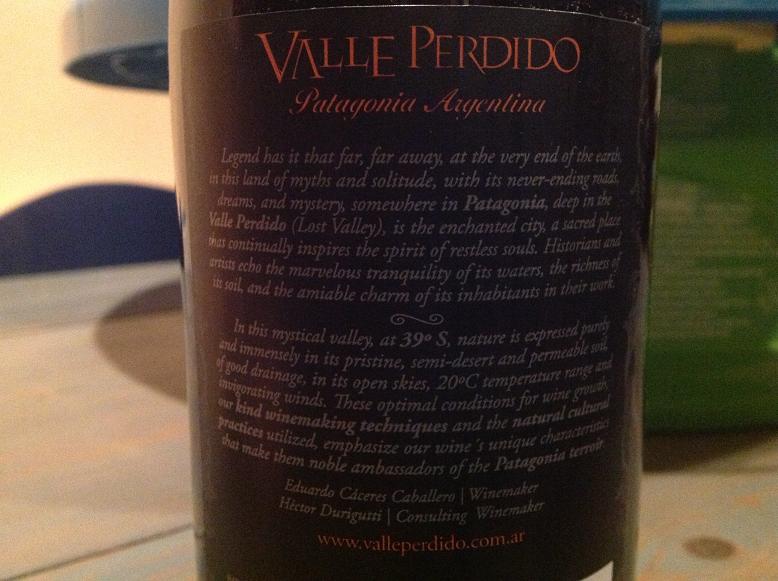 VALLE PERDIDO
Patagonia Argentina
Legend has it that far, far away, at the very end of the earth,
in this land of myths and solitude, with its never-ending roads,
dreams, and mystery, somewhere in Patagonia, deep in the
Valle Perdido (Lost Valley), is the enchanted city, a sacred place
that continually inspires the spirit of restless souls. Historians and
artists echo the marvelous tranquility of its waters, the richness of
its soil, and the amiable charm of its inhabitants in their work.
In this mystical valley, at 39º S, nature is expressed purely
and immensely in its pristine, semi-desert and permeable soil,
of good drainage, in its open skies, 20ºC temperature range and
invigorating winds. These optimal conditions for wine growth,
our kind winemaking techniques and the natural cultural
practices utilized, emphasize our wine´s unique characteristics
that make them noble ambassadors of the Patagonia terroir.
Eduardo Cáceres Caballero | Winemaker
Hèctor Durigutti | Consulting Winemaker
www.valleperdido.com.ar